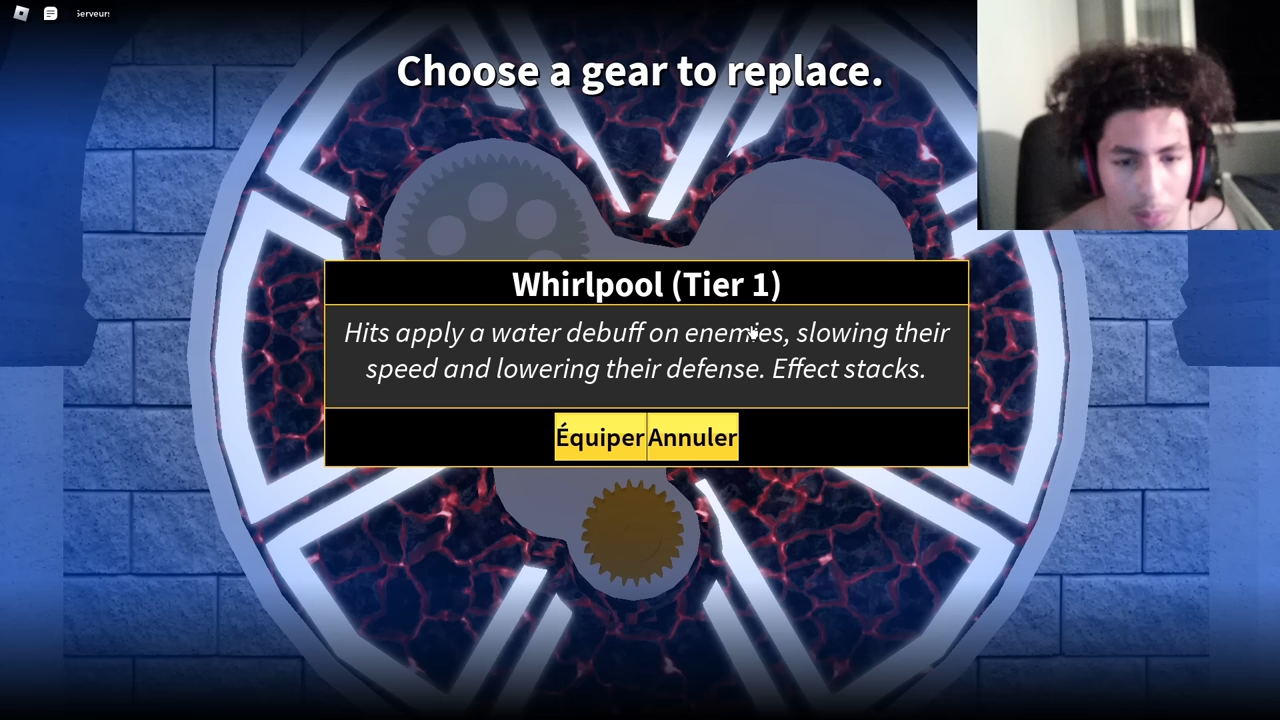 Serveurs
Choose a gear to replace.
Whirlpool (Tier 1)
Hits apply a water debuff on enemies, slowing their
speed and lowering their defense. Effect stacks.
Équiper Annuler